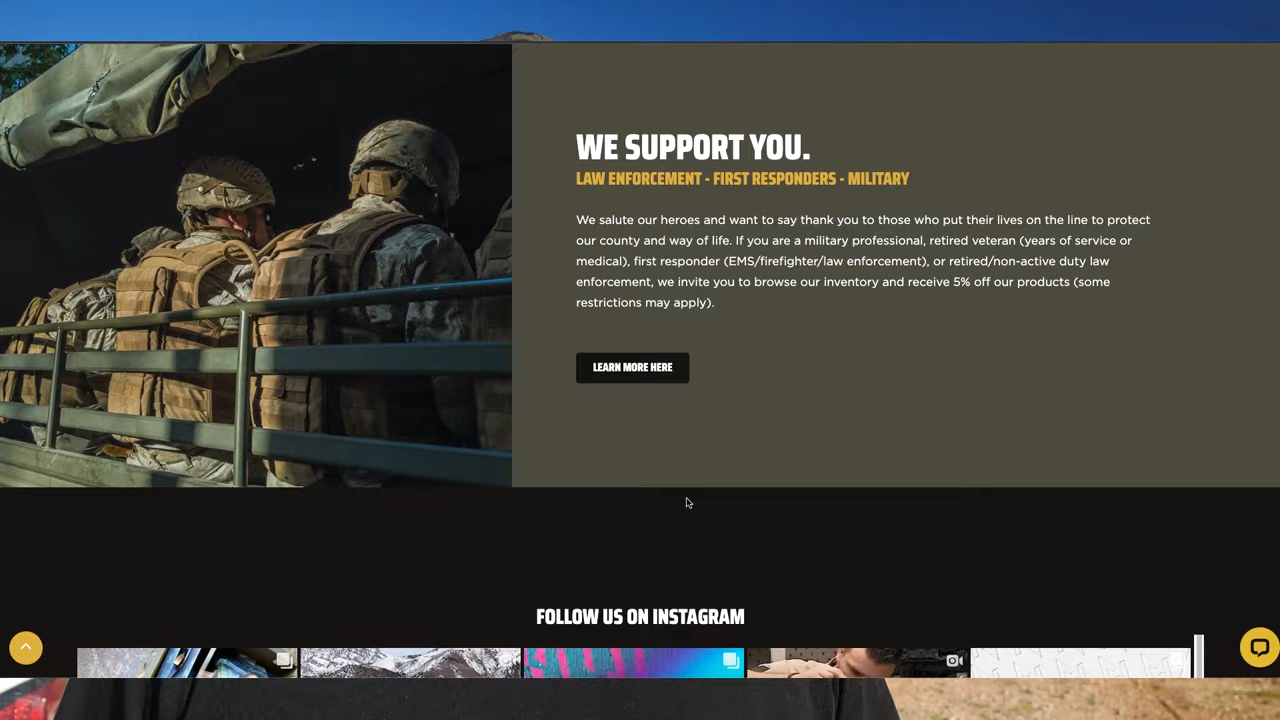 WE SUPPORT YOU.
LAW ENFORCEMENT - FIRST RESPONDERS - MILITARY
We salute our heroes and want to say thank you to those who put their lives on the line to protect
our county and way of life. If you are a military professional, retired veteran (years of service or
medical), first responder (EMS/firefighter/law enforcement), or retired/non-active duty law
enforcement, we invite you to browse our inventory and receive 5% off our products (some
restrictions may apply).
LEARN MORE HERE
FOLLOW US ON INSTAGRAM